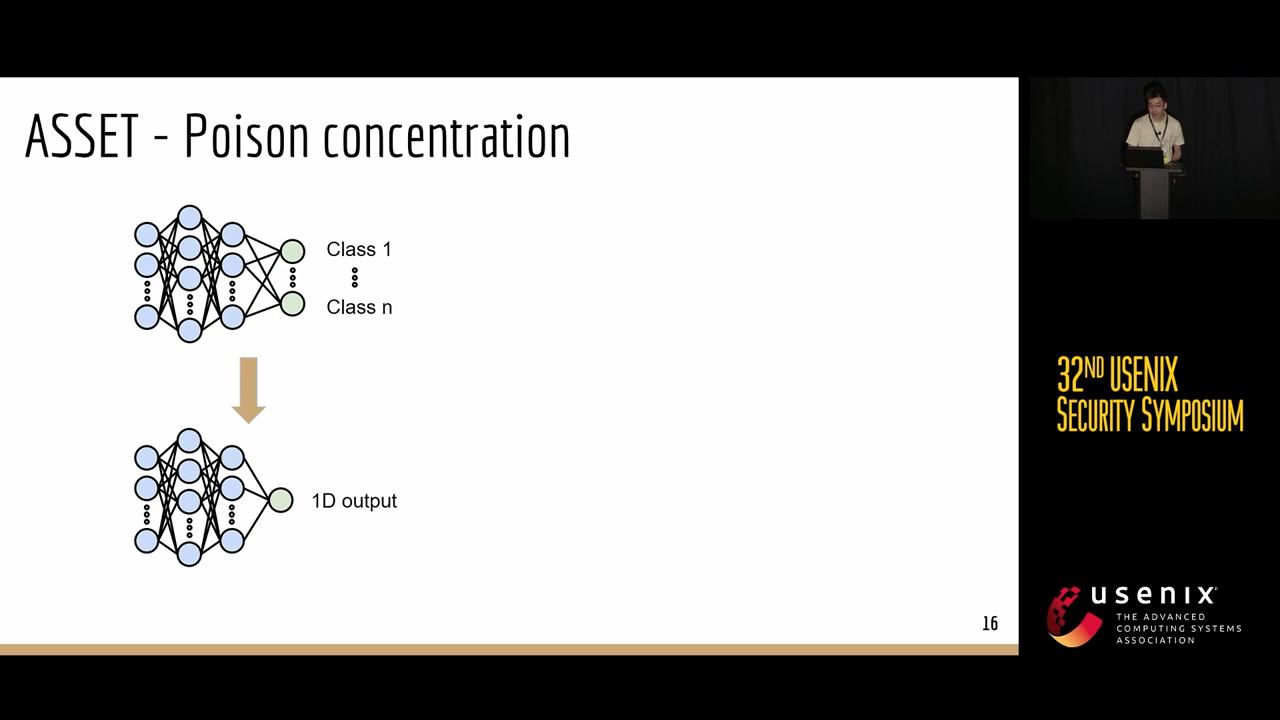 ASSET - Poison concentration
Class 1
Class n
1D output
16
32ND USENIX
SECURITY SYMPOSIUM
usenix
THE ADVANCED
COMPUTING SYSTEMS
ASSOCIATION